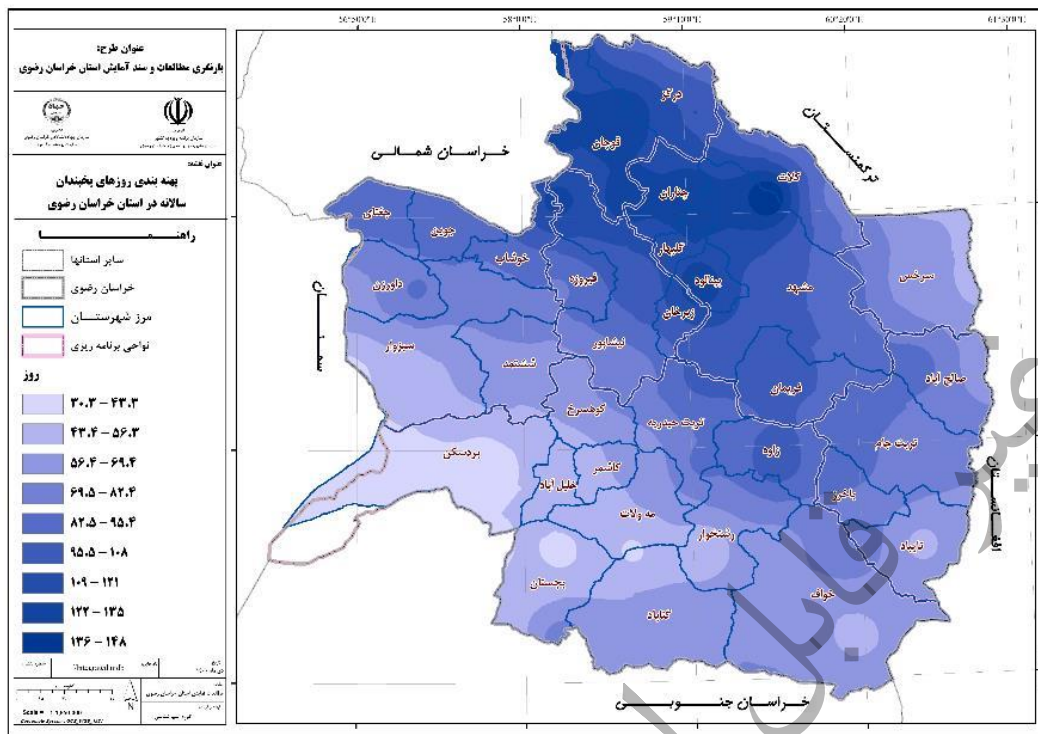 عنوان طرح:
بازنگری مطالعات و سند آمایش استان خراسان رضوی
عنوان نقشه:
پهنه بندی روزهای یخبندان
سالانه در استان خراسان رضوی
راهنما
سایر استانها
خراسان رضوی
مرز شهرستان
نواحی برنامه ریزی
روز
۳۰.۳ – ۴۳.۳
۴۳.۴ – ۵۶.۳
۵۶.۴ – ۶۹.۴
۶۹.۵ – ۸۲.۴
۸۲.۵ – ۹۵.۴
۹۵.۵ – ۱۰۸
۱۰۹ – ۱۲۱
۱۲۲ – ۱۳۵
۱۳۶ – ۱۴۸
N
خراسان شمالی
ترکمنستان
سمنان
افغانستان
خراسان جنوبی
درگز
قوچان
چناران
کلات
جغتای
جوین
خوشاب
گلبهار
داورزن
فیروزه
بینالود
مشهد
سرخس
زبرخان
سبزوار
ششتمد
نیشابور
فریمان
صالح آباد
کوهسرخ
تربت حیدریه
تربت جام
بردسکن
کاشمر
خلیل آباد
زاوه
باخرز
مه ولات
رشتخوار
تایباد
بجستان
گناباد
خواف
غیر قابل